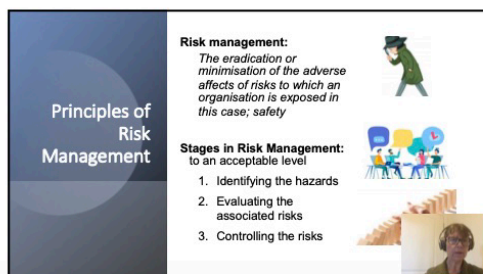 Principles of
Risk
Management
Risk management:
The eradication or
minimisation of the adverse
affects of risks to which an
organisation is exposed in
this case; safety
Stages in Risk Management:
to an acceptable level
1. Identifying the hazards
2. Evaluating the
associated risks
3. Controlling the risks